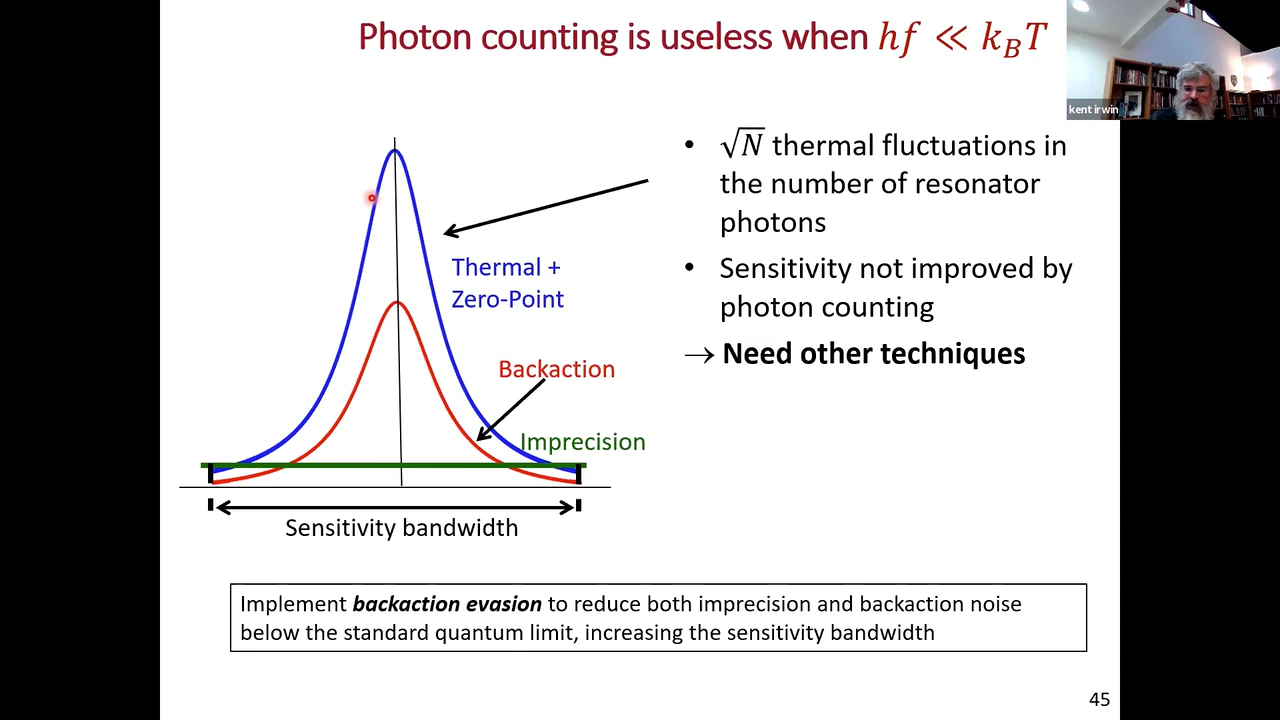 Photon counting is useless when hf ≪ k_BT
kent irwin
• √N thermal fluctuations in
the number of resonator
photons
• Sensitivity not improved by
photon counting
→ Need other techniques
Thermal +
Zero-Point
Backaction
Imprecision
Sensitivity bandwidth
Implement backaction evasion to reduce both imprecision and backaction noise
below the standard quantum limit, increasing the sensitivity bandwidth
45